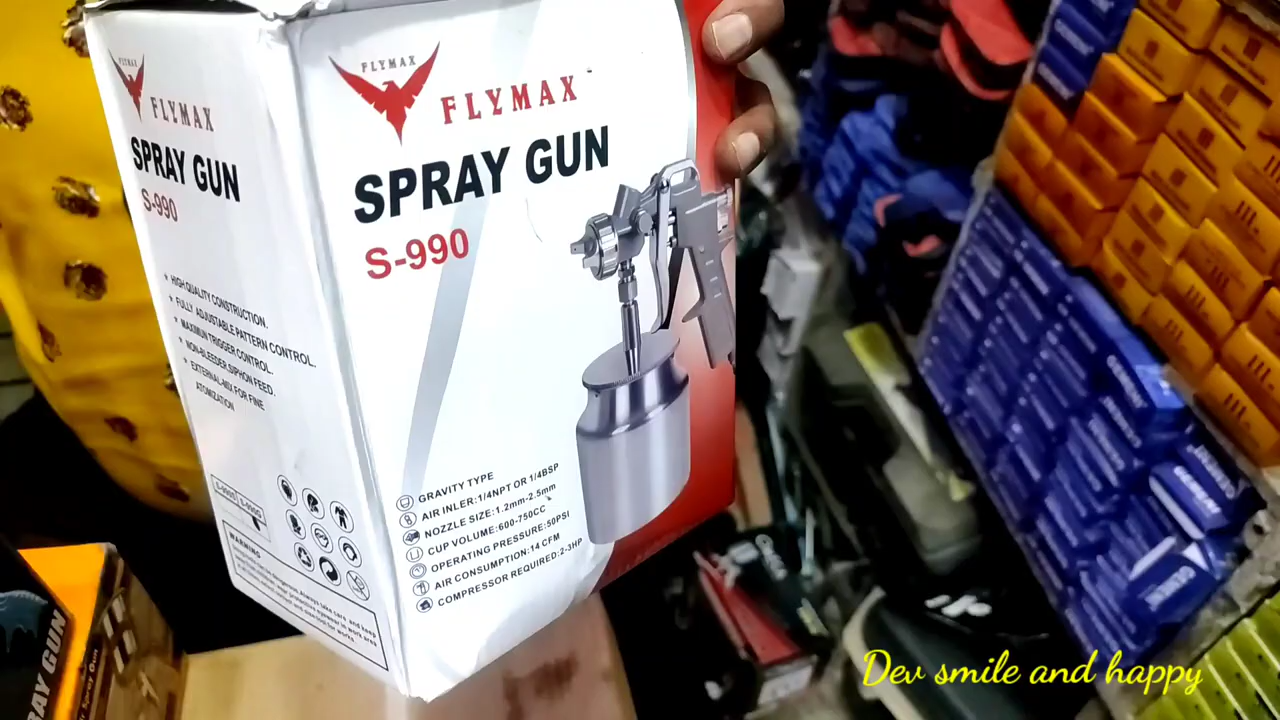 FLYMAX
FLYMAX
SPRAY GUN
S-990
★ HIGH QUALITY CONSTRUCTION.
★ FULLY ADJUSTABLE PATTERN CONTROL.
★ MAXIMUN TRIGGER CONTROL.
★ NON-BLEEDER, SIPHON FEED.
★ EXTERNAL-MIX FOR FINE
ATOMIZATION
WARNING
FLYMAX
FLYMAX
SPRAY GUN
S-990
GRAVITY TYPE
AIR INLER:1/4NPT OR 1/4BSP
NOZZLE SIZE:1.2mm-2.5mm
CUP VOLUME:600-750CC
OPERATING PRESSURE:50PSI
AIR CONSUMPTION:14 CFM
COMPRESSOR REQUIRED:2-3HP
RAY GUN
Spray Gun
Dev smile and happy